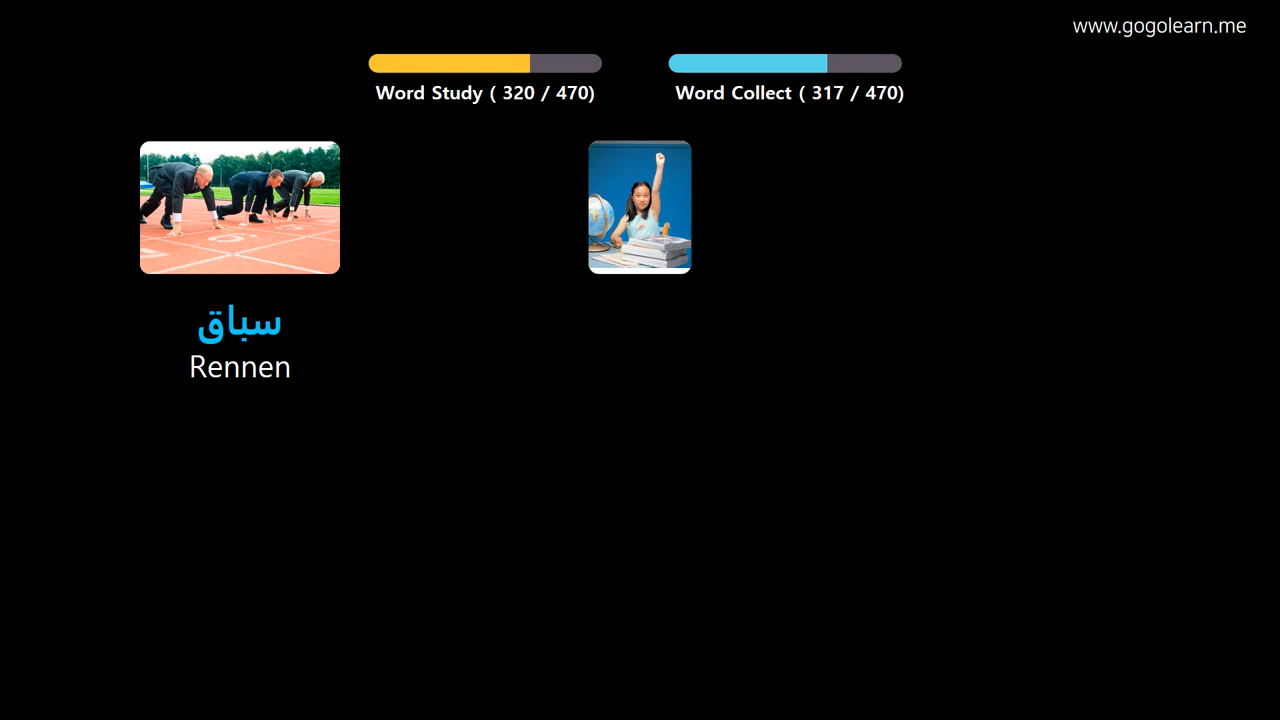 www.gogolearn.me
Word Study ( 320 / 470)
Word Collect ( 317 / 470)
سباق
Rennen